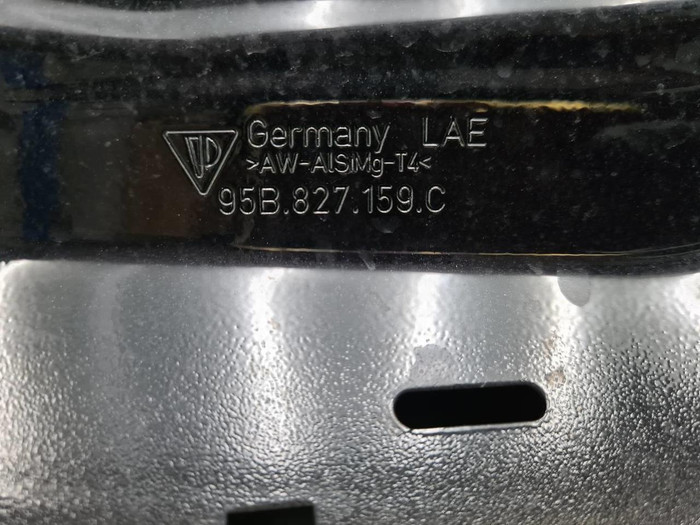 Germany LAE
>AW-AlSiMg-T4<
95B.827.159.C